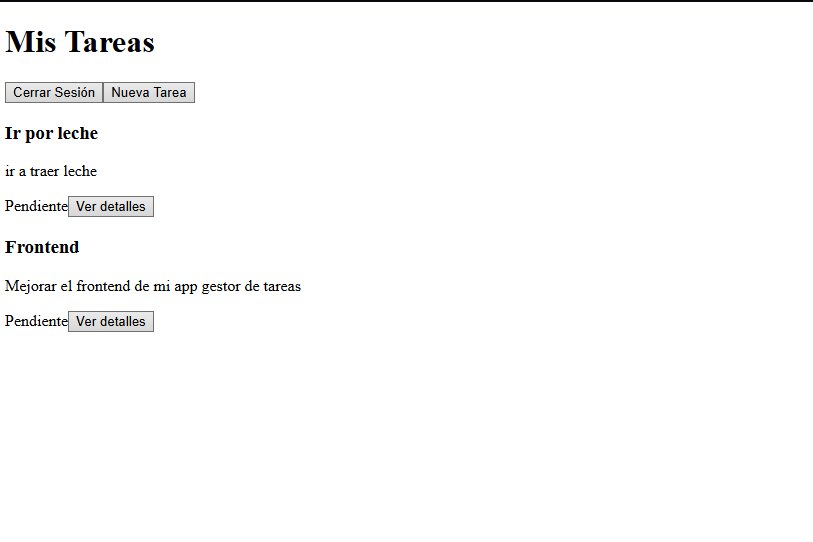 Mis Tareas
Cerrar Sesión Nueva Tarea
Ir por leche
ir a traer leche
Pendiente Ver detalles
Frontend
Mejorar el frontend de mi app gestor de tareas
Pendiente Ver detalles